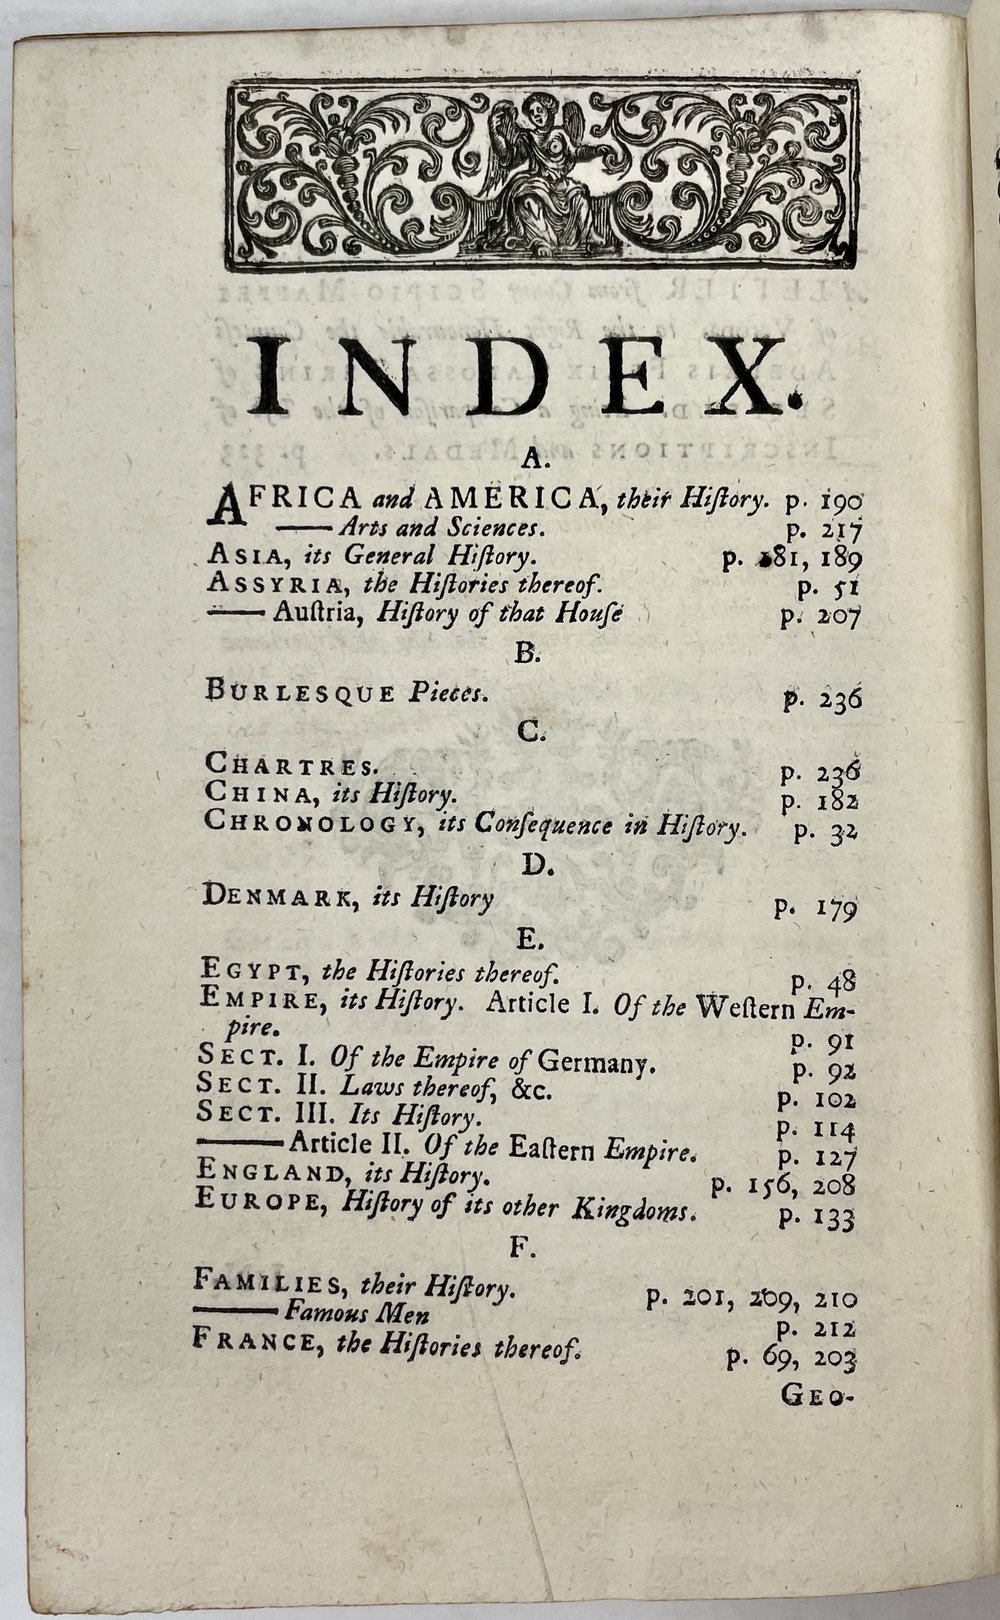 INDEX.
A.
AFRICA and AMERICA, their Hiſtory. p. 190
—— Arts and Sciences. p. 217
ASIA, its General Hiſtory. p. 181, 189
ASSYRIA, the Hiſtories thereof. p. 51
—— Auſtria, Hiſtory of that Houſe p. 207
B.
BURLESQUE Pieces. p. 236
C.
CHARTRES. p. 236
CHINA, its Hiſtory. p. 182
CHRONOLOGY, its Conſequence in Hiſtory. p. 32
D.
DENMARK, its Hiſtory p. 179
E.
EGYPT, the Hiſtories thereof. p. 48
EMPIRE, its Hiſtory. Article I. Of the Weſtern Em-
pire. p. 91
SECT. I. Of the Empire of Germany. p. 92
SECT. II. Laws thereof, &c. p. 102
SECT. III. Its Hiſtory. p. 114
—— Article II. Of the Eaſtern Empire. p. 127
ENGLAND, its Hiſtory. p. 156, 208
EUROPE, Hiſtory of its other Kingdoms. p. 133
F.
FAMILIES, their Hiſtory. p. 201, 209, 210
—— Famous Men p. 212
FRANCE, the Hiſtories thereof. p. 69, 203
GEO-